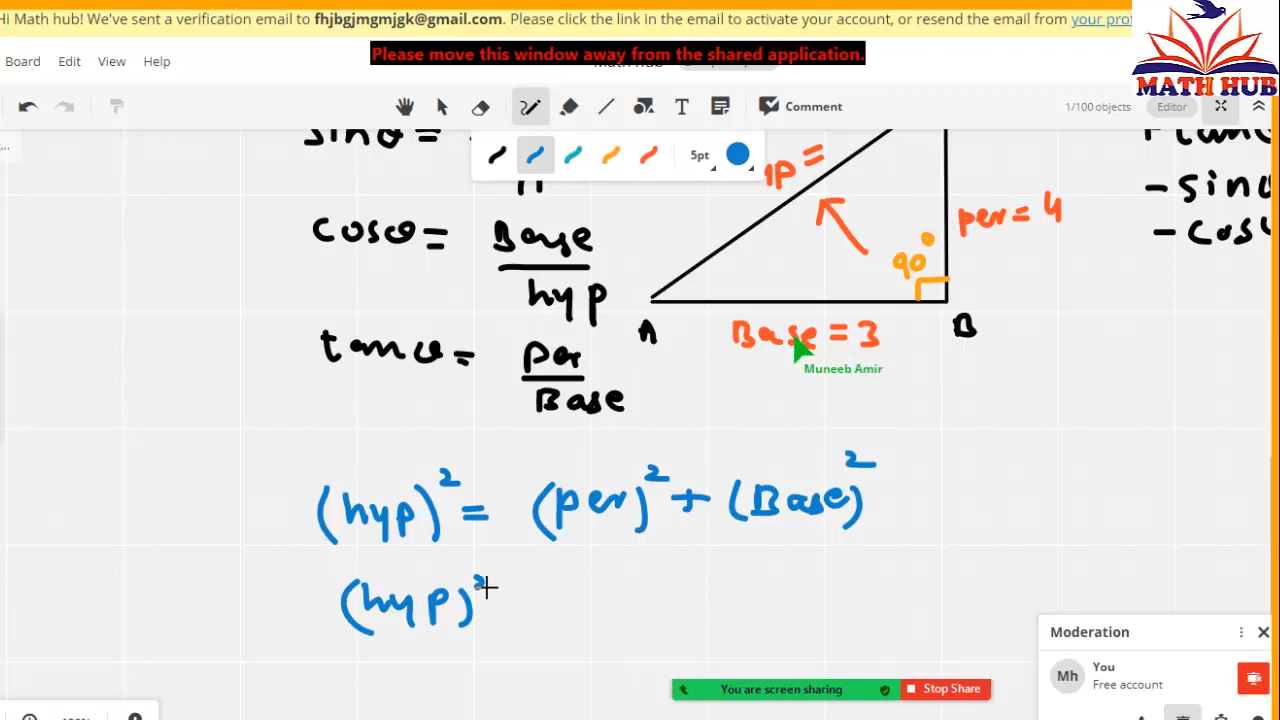 Hi Math hub! We've sent a verification email to fhjbgjmgmjgk@gmail.com. Please click the link in the email to activate your account, or resend the email from your prof
Please move this window away from the shared application.
MATH HUB
Board Edit View Help
Comment
1/100 objects
Editor
5pt
sinθ =
hyp =
cosθ = Base
hyp
tanθ = per
Base
per = 4
90°
A
B
Base = 3
Muneeb Amir
- sinθ
- cos
(hyp)² = (per)² + (Base)²
(hyp)²
Moderation
Mh
You
Free account
You are screen sharing
Stop Share